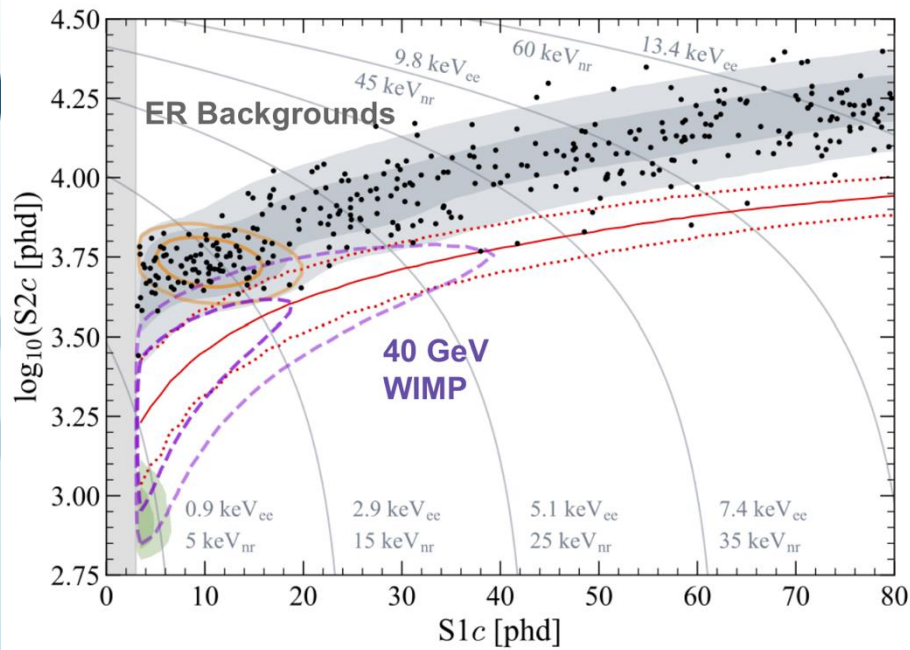 4.50
4.25
4.00
3.75
3.50
3.25
3.00
2.75
log₁₀(S2c [phd])
9.8 keVₑₑ
60 keVₙᵣ
13.4 keVₑₑ
45 keVₙᵣ
ER Backgrounds
40 GeV
WIMP
0.9 keVₑₑ 2.9 keVₑₑ 5.1 keVₑₑ 7.4 keVₑₑ
5 keVₙᵣ 15 keVₙᵣ 25 keVₙᵣ 35 keVₙᵣ
0 10 20 30 40 50 60 70 80
S1c [phd]